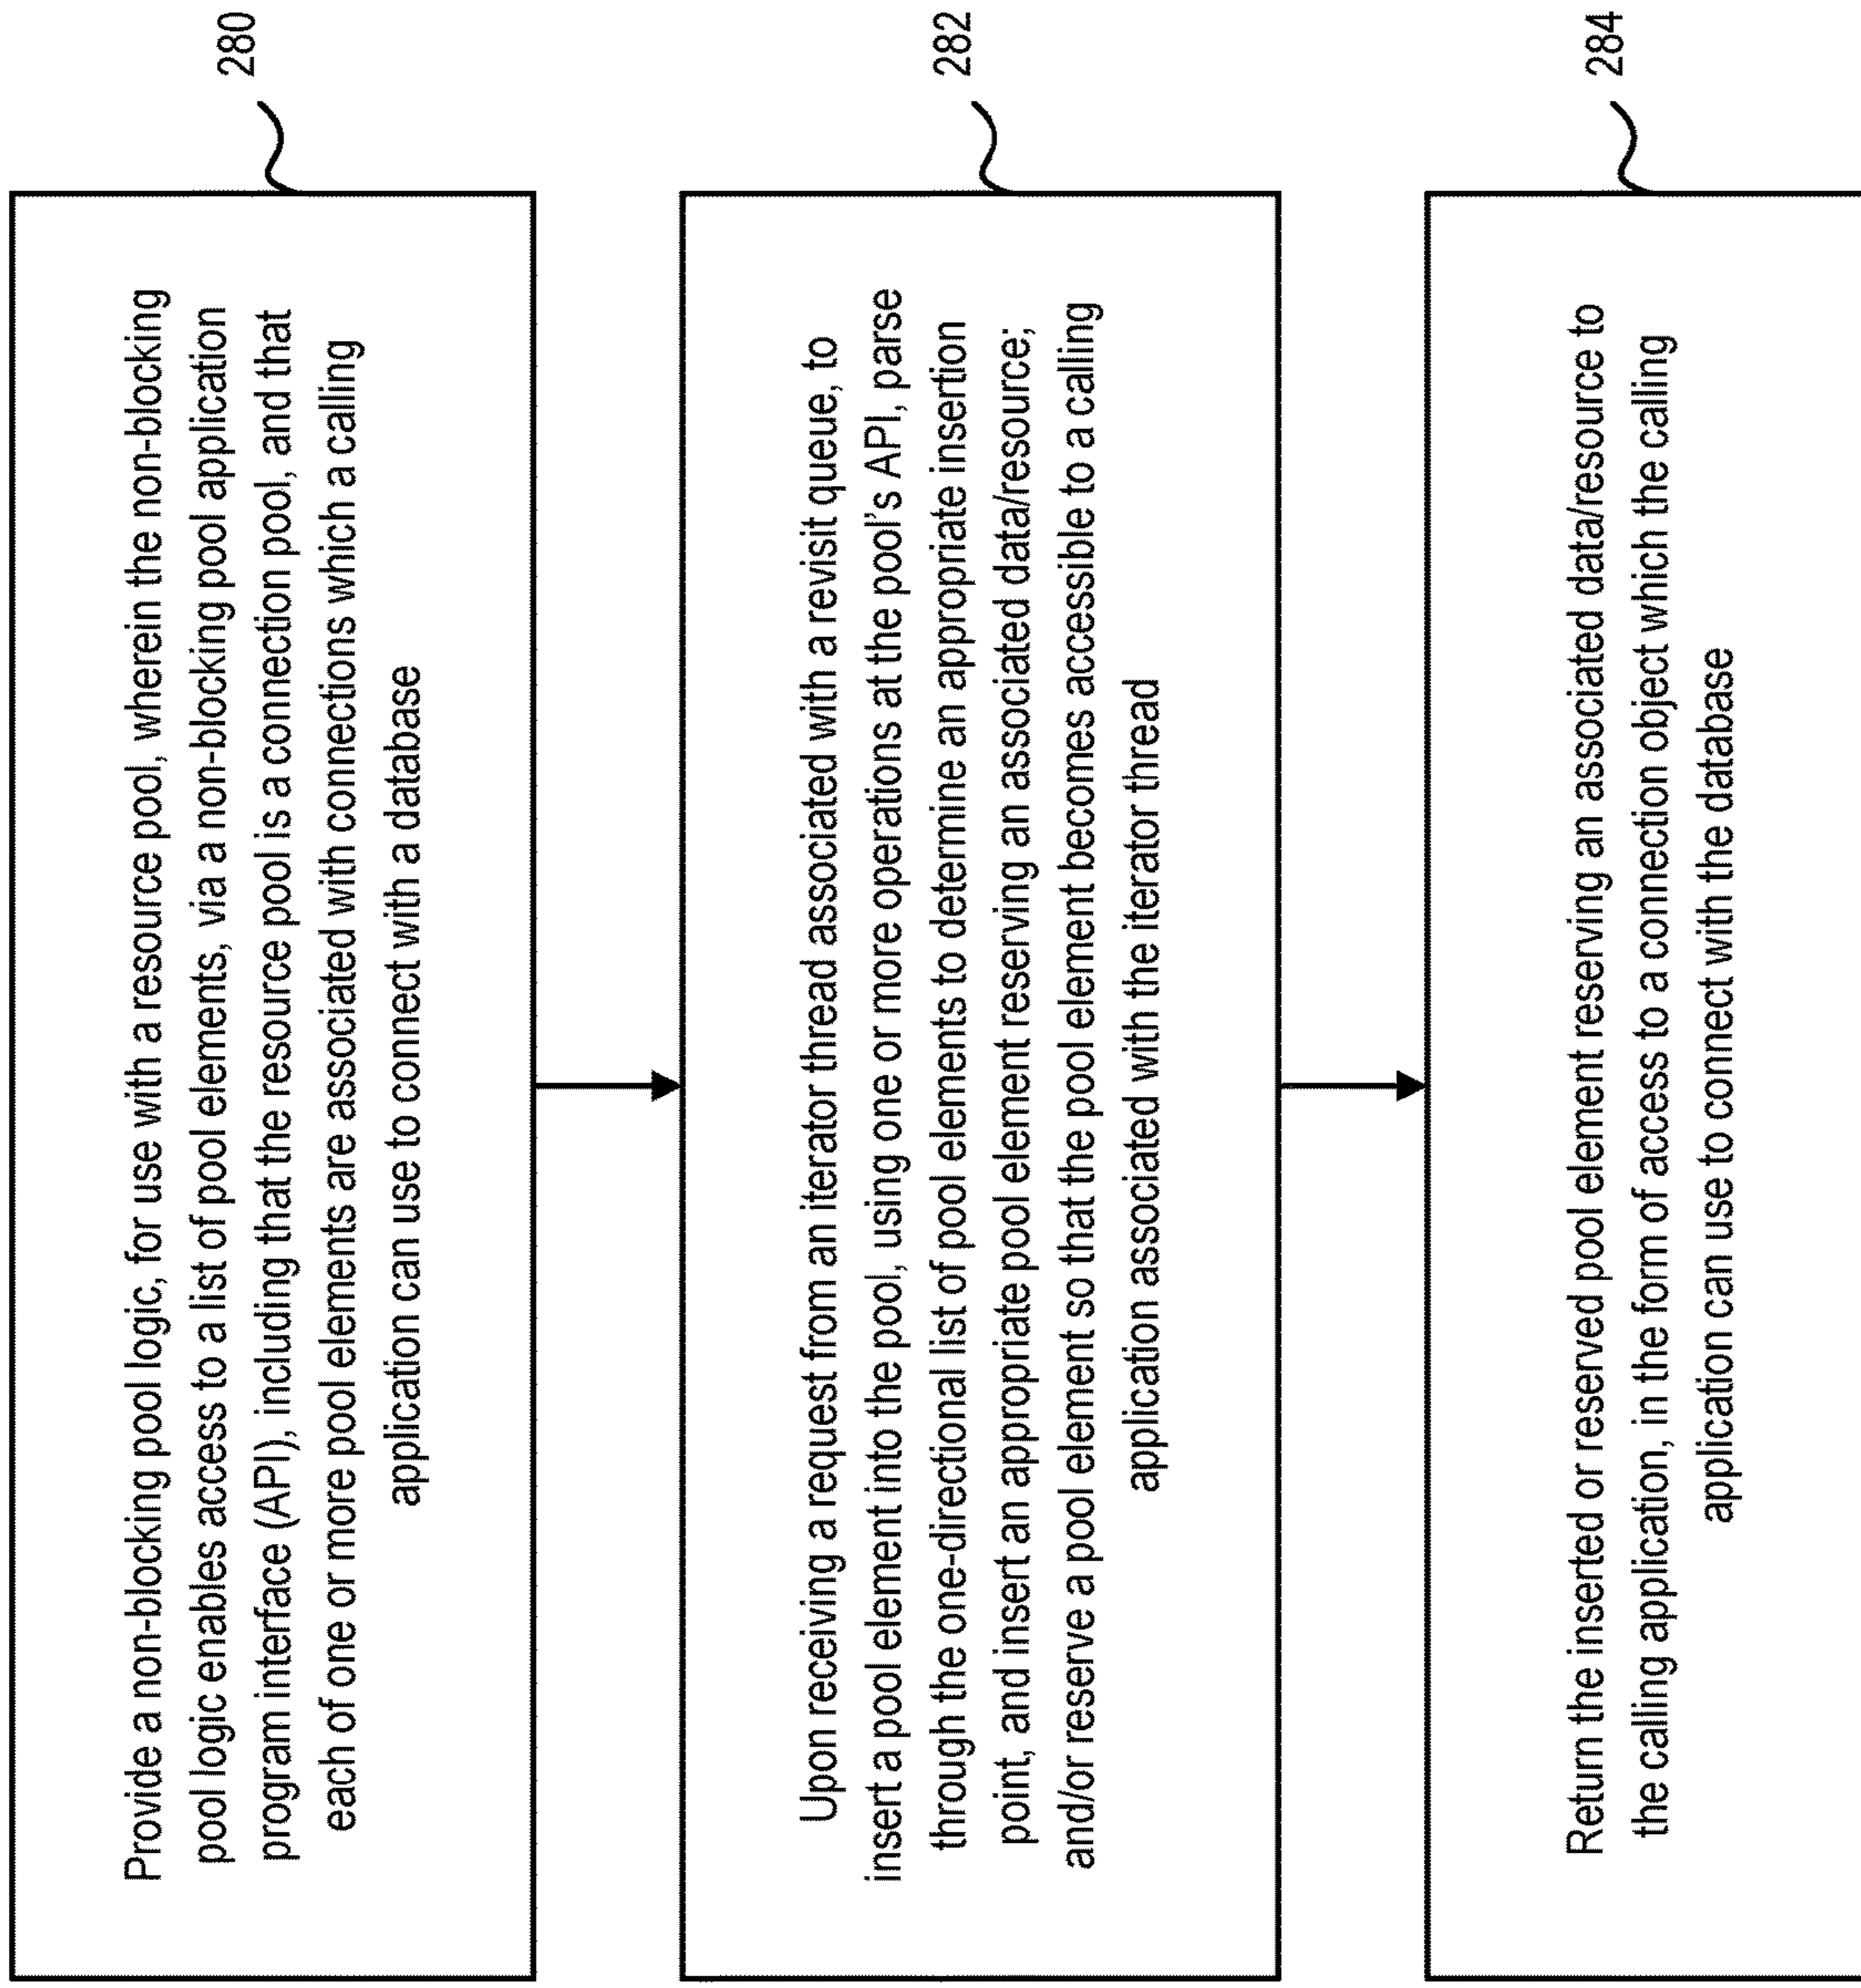 Provide a non-blocking pool logic, for use with a resource pool, wherein the non-blocking
pool logic enables access to a list of pool elements, via a non-blocking pool application
program interface (API), including that the resource pool is a connection pool, and that
each of one or more pool elements are associated with connections which a calling
application can use to connect with a database
280
Upon receiving a request from an iterator thread associated with a revisit queue, to
insert a pool element into the pool, using one or more operations at the pool's API, parse
through the one-directional list of pool elements to determine an appropriate insertion
point, and insert an appropriate pool element reserving an associated data/resource;
and/or reserve a pool element so that the pool element becomes accessible to a calling
application associated with the iterator thread
282
Return the inserted or reserved pool element reserving an associated data/resource to
the calling application, in the form of access to a connection object which the calling
application can use to connect with the database
284